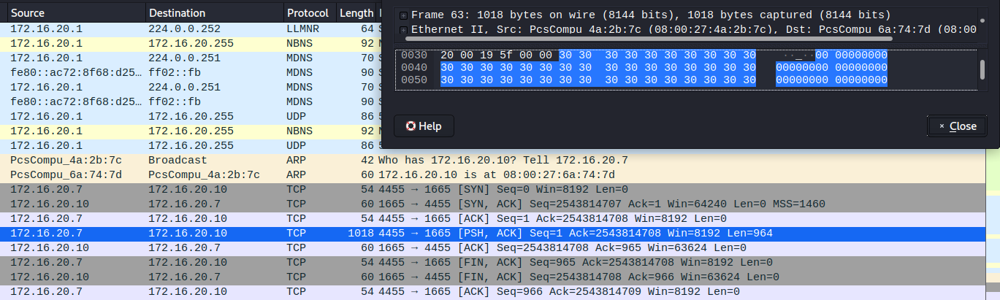 Source Destination Protocol Length
172.16.20.1 224.0.0.252 LLMNR 64
172.16.20.1 172.16.20.255 NBNS 92
172.16.20.1 224.0.0.251 MDNS 70
fe80::ac72:8f68:d25… ff02::fb MDNS 90
172.16.20.1 224.0.0.251 MDNS 70
fe80::ac72:8f68:d25… ff02::fb MDNS 90
172.16.20.1 172.16.20.255 UDP 86
172.16.20.1 172.16.20.255 NBNS 92
172.16.20.1 172.16.20.255 UDP 86
PcsCompu_4a:2b:7c Broadcast ARP 42 Who has 172.16.20.10? Tell 172.16.20.7
PcsCompu_6a:74:7d PcsCompu_4a:2b:7c ARP 60 172.16.20.10 is at 08:00:27:6a:74:7d
172.16.20.7 172.16.20.10 TCP 54 4455 → 1665 [SYN] Seq=0 Win=8192 Len=0
172.16.20.10 172.16.20.7 TCP 60 1665 → 4455 [SYN, ACK] Seq=2543814707 Ack=1 Win=64240 Len=0 MSS=1460
172.16.20.7 172.16.20.10 TCP 54 4455 → 1665 [ACK] Seq=1 Ack=2543814708 Win=8192 Len=0
172.16.20.7 172.16.20.10 TCP 1018 4455 → 1665 [PSH, ACK] Seq=1 Ack=2543814708 Win=8192 Len=964
172.16.20.10 172.16.20.7 TCP 60 1665 → 4455 [ACK] Seq=2543814708 Ack=965 Win=63624 Len=0
172.16.20.7 172.16.20.10 TCP 54 4455 → 1665 [FIN, ACK] Seq=965 Ack=2543814708 Win=8192 Len=0
172.16.20.10 172.16.20.7 TCP 60 1665 → 4455 [FIN, ACK] Seq=2543814708 Ack=966 Win=63624 Len=0
172.16.20.7 172.16.20.10 TCP 54 4455 → 1665 [ACK] Seq=966 Ack=2543814709 Win=8192 Len=0
Frame 63: 1018 bytes on wire (8144 bits), 1018 bytes captured (8144 bits)
Ethernet II, Src: PcsCompu_4a:2b:7c (08:00:27:4a:2b:7c), Dst: PcsCompu_6a:74:7d (08:00
0030 20 00 19 5f 00 00 30 30 30 30 30 30 30 30 30 30 ··_··00 00000000
0040 30 30 30 30 30 30 30 30 30 30 30 30 30 30 30 30 00000000 00000000
0050 30 30 30 30 30 30 30 30 30 30 30 30 30 30 30 30 00000000 00000000
Help
× Close